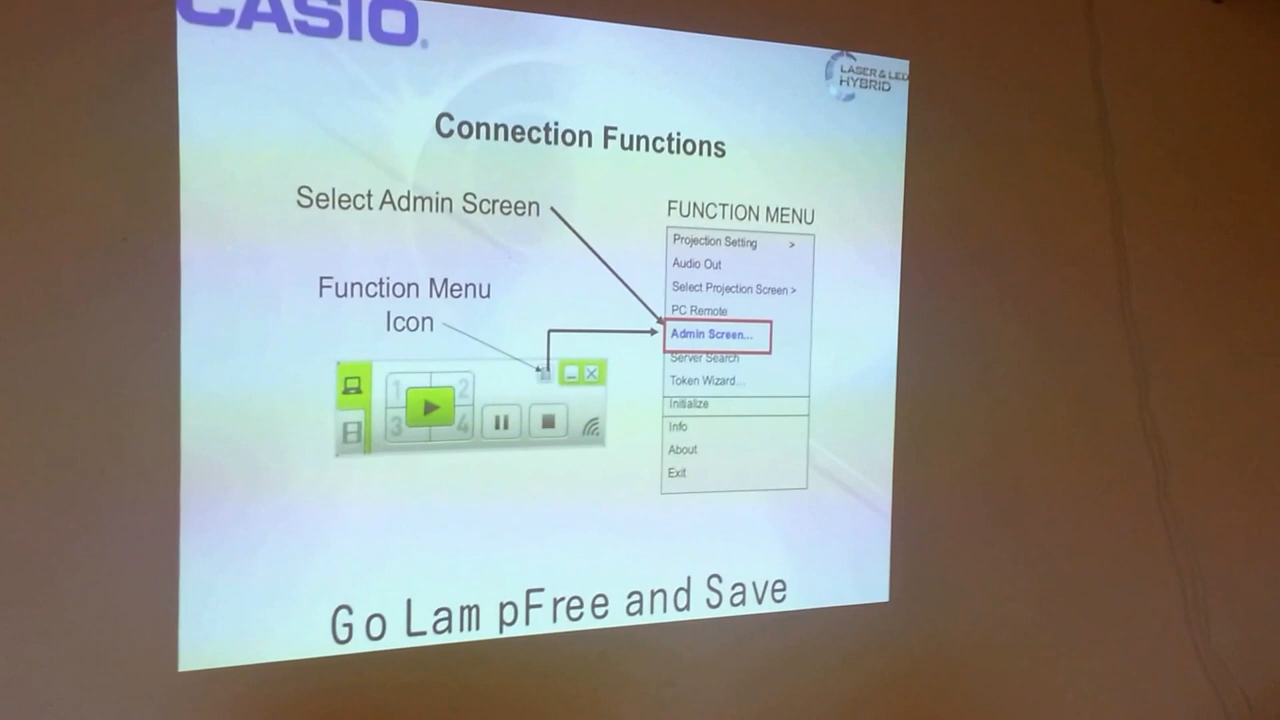 CASIO.
LASER & LED
HYBRID
Connection Functions
Select Admin Screen
FUNCTION MENU
Projection Setting >
Audio Out
Select Projection Screen >
PC Remote
Admin Screen...
Server Search
Token Wizard...
Initialize
Info
About
Exit
Function Menu
Icon
1 2
3 4
Go Lam pFree and Save